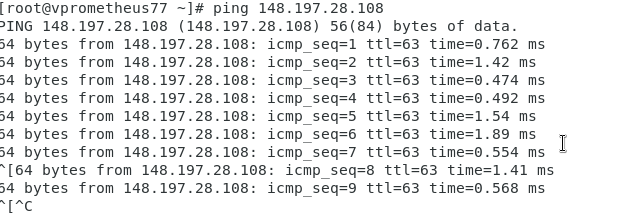 [root@vprometheus77 ~]# ping 148.197.28.108
PING 148.197.28.108 (148.197.28.108) 56(84) bytes of data.
64 bytes from 148.197.28.108: icmp_seq=1 ttl=63 time=0.762 ms
64 bytes from 148.197.28.108: icmp_seq=2 ttl=63 time=1.42 ms
64 bytes from 148.197.28.108: icmp_seq=3 ttl=63 time=0.474 ms
64 bytes from 148.197.28.108: icmp_seq=4 ttl=63 time=0.492 ms
64 bytes from 148.197.28.108: icmp_seq=5 ttl=63 time=1.54 ms
64 bytes from 148.197.28.108: icmp_seq=6 ttl=63 time=1.89 ms
64 bytes from 148.197.28.108: icmp_seq=7 ttl=63 time=0.554 ms
^[64 bytes from 148.197.28.108: icmp_seq=8 ttl=63 time=1.41 ms
64 bytes from 148.197.28.108: icmp_seq=9 ttl=63 time=0.568 ms
^[^C